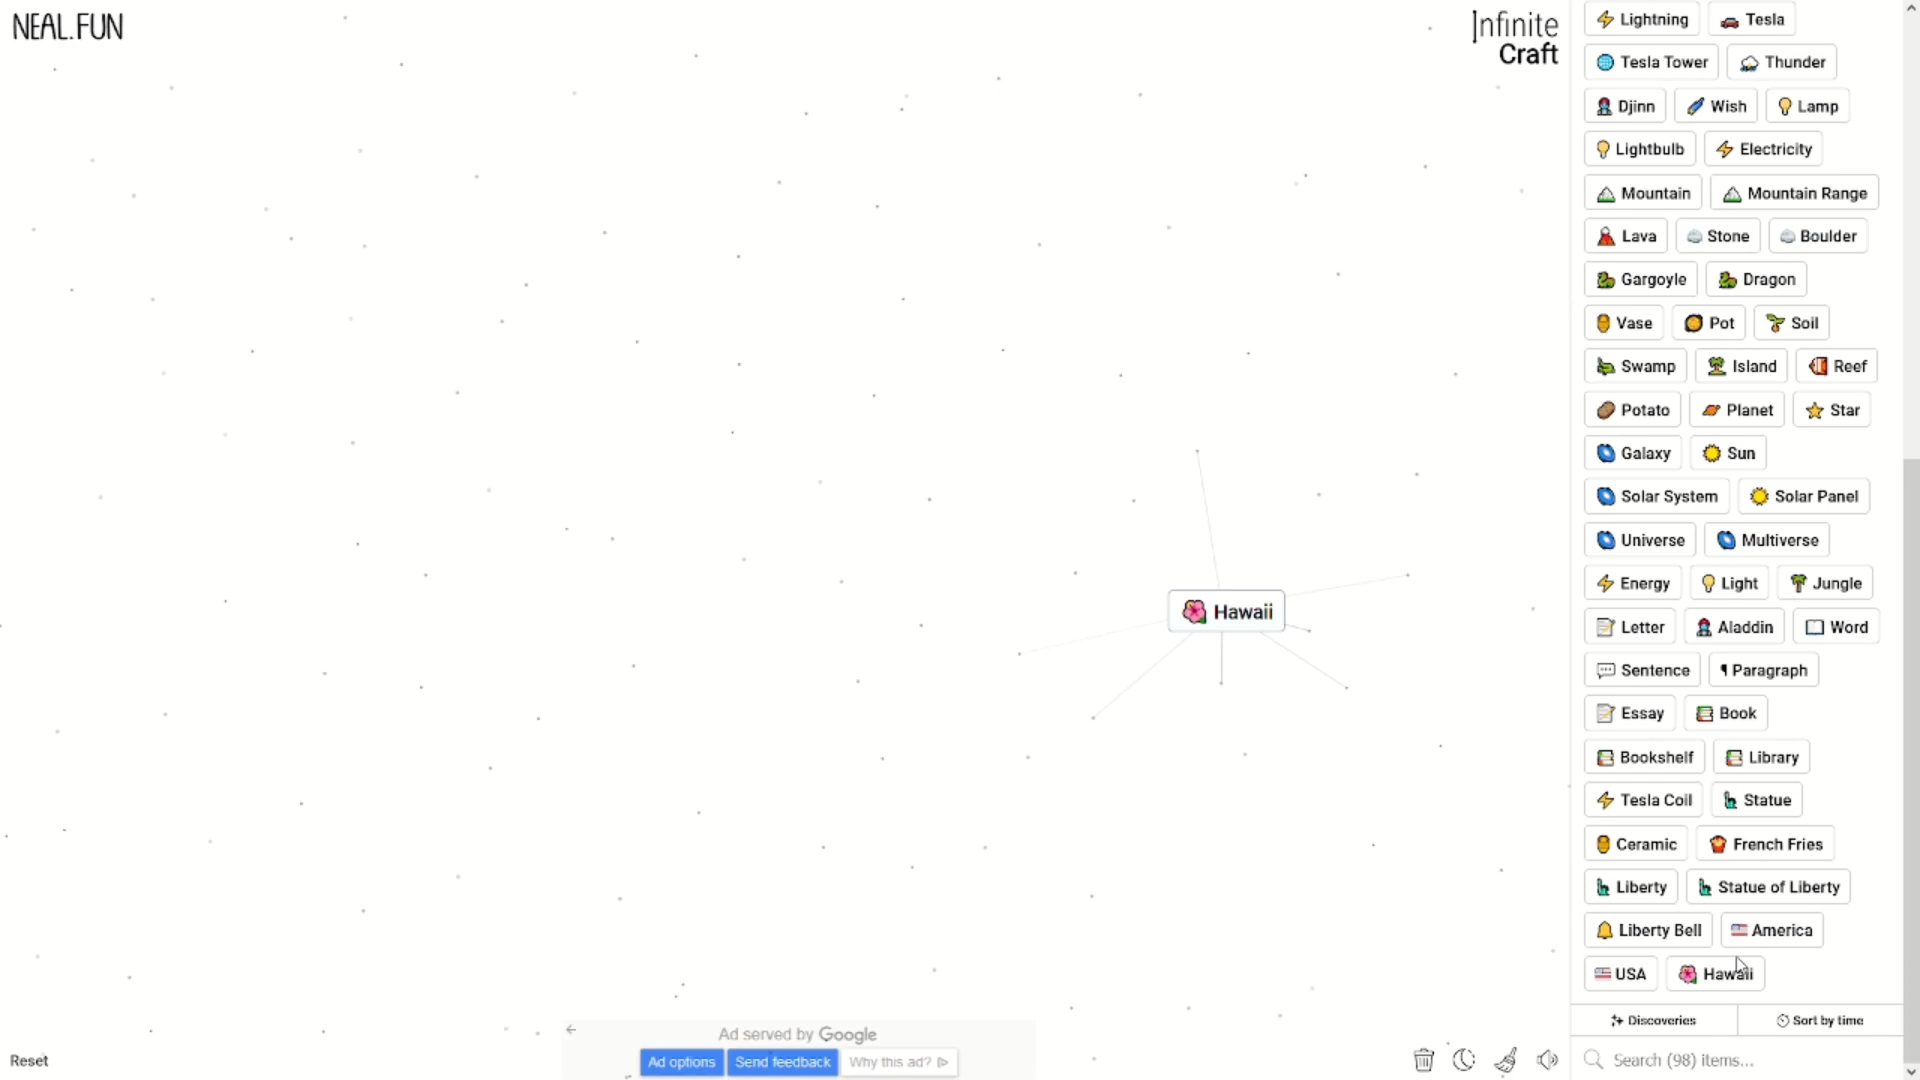 NEAL.FUN
Infinite
Craft
Lightning Tesla
Tesla Tower Thunder
Djinn Wish Lamp
Lightbulb Electricity
Mountain Mountain Range
Lava Stone Boulder
Gargoyle Dragon
Vase Pot Soil
Swamp Island Reef
Potato Planet Star
Galaxy Sun
Solar System Solar Panel
Universe Multiverse
Energy Light Jungle
Hawaii
Letter Aladdin Word
Sentence Paragraph
Essay Book
Bookshelf Library
Tesla Coil Statue
Ceramic French Fries
Liberty Statue of Liberty
Liberty Bell America
USA Hawaii
Discoveries Sort by time
Search (98) items...
Ad served by Google
Ad options Send feedback Why this ad?
Reset